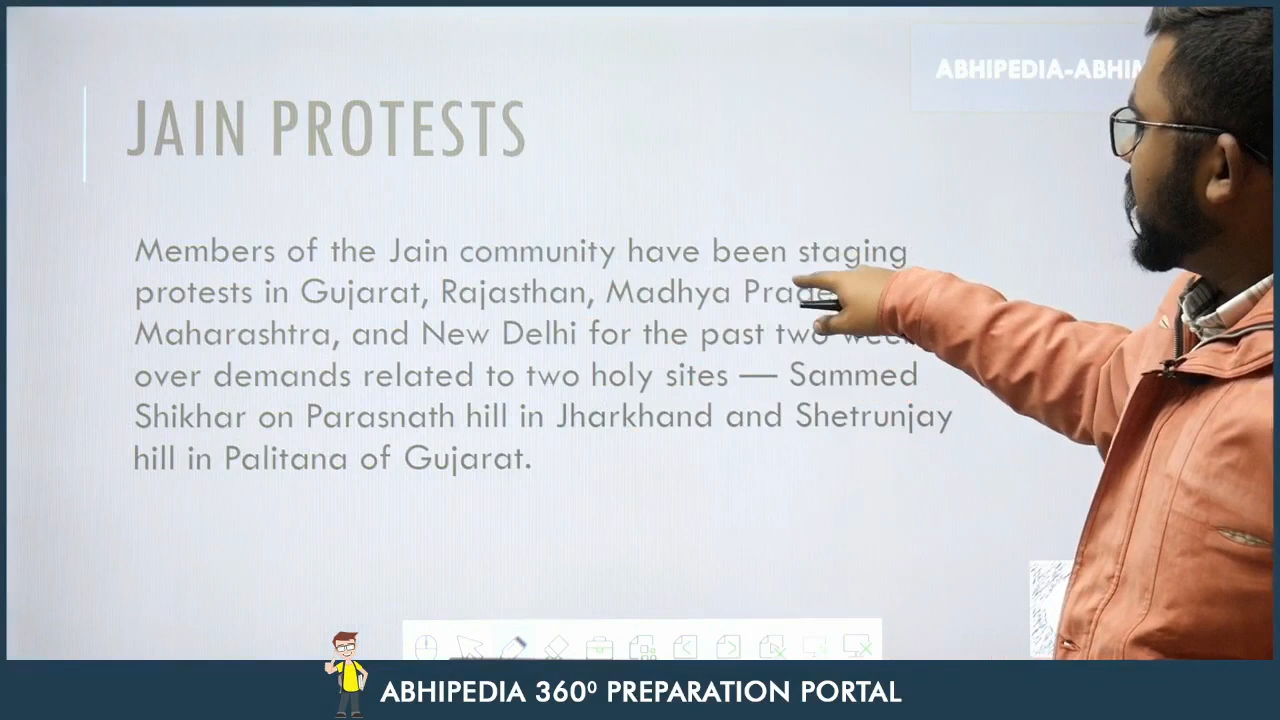 ABHIPEDIA-ABHIM
JAIN PROTESTS
Members of the Jain community have been staging
protests in Gujarat, Rajasthan, Madhya
Maharashtra, and New Delhi for the past two
over demands related to two holy sites — Sammed
Shikhar on Parasnath hill in Jharkhand and Shetrunjay
hill in Palitana of Gujarat.
ABHIPEDIA 360⁰ PREPARATION PORTAL